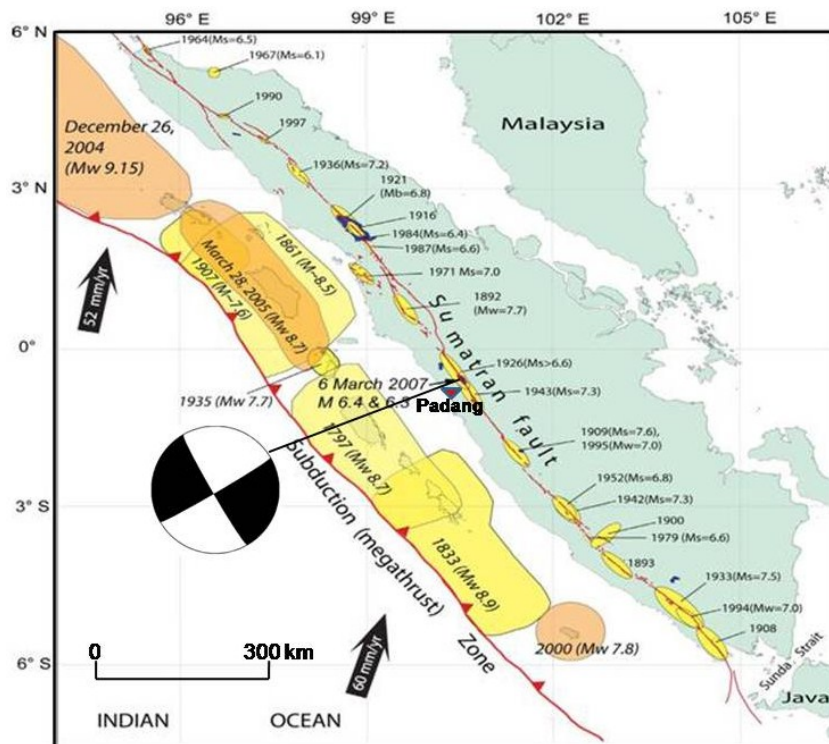 96° E 99° E 102° E 105° E
6° N
3° N
0°
3° S
6° S
1964(Ms=6.5)
1967(Ms=6.1)
1990
1997
Malaysia
December 26,
2004
(Mw 9.15)
1936(Ms=7.2)
1921
(Mb=6.8)
1916
1984(Ms=6.4)
1987(Ms=6.6)
1971 Ms=7.0
1861 (M~8.5)
March 28, 2005 (Mw 8.7)
1907 (M~7.6)
52 mm/yr
1892
(Mw=7.7)
Sumatran fault
1926(Ms>6.6)
1935 (Mw 7.7)
6 March 2007
M 6.4 & 6.3
Padang
1943(Ms=7.3)
1797 (Mw 8.7)
1909(Ms=7.6),
1995(Mw=7.0)
Subduction (megathrust) Zone
1952(Ms=6.8)
1942(Ms=7.3)
1900
1979 (Ms=6.6)
1833 (Mw 8.9)
1893
1933(Ms=7.5)
1994(Mw=7.0)
1908
2000 (Mw 7.8)
60 mm/yr
0 300 km
Sunda Strait
Java
INDIAN OCEAN